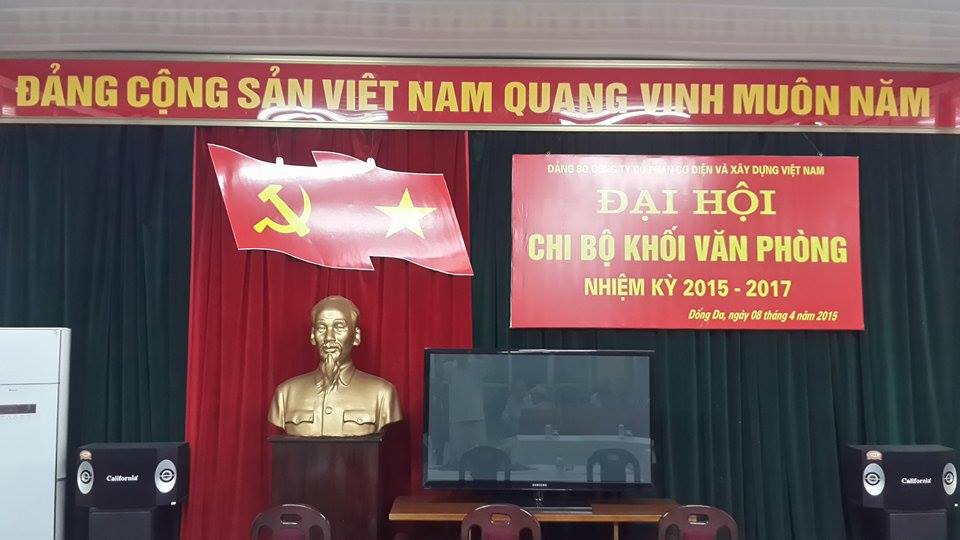 ĐẢNG CỘNG SẢN VIỆT NAM QUANG VINH MUÔN NĂM
ĐẢNG BỘ CÔNG TY CỔ PHẦN CƠ ĐIỆN VÀ XÂY DỰNG VIỆT NAM
ĐẠI HỘI
CHI BỘ KHỐI VĂN PHÒNG
NHIỆM KỲ 2015 - 2017
Đống Đa, ngày 08 tháng 4 năm 2015
California
SAMSUNG
California